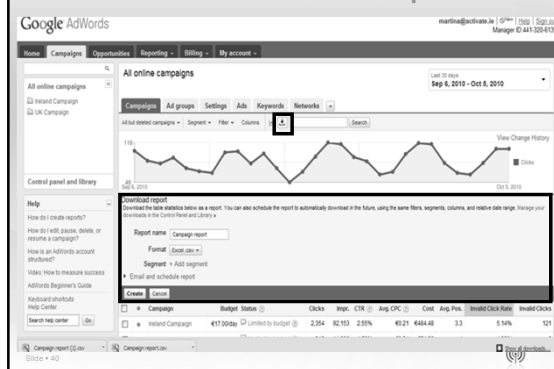 Google AdWords
martina@activate.ie | Help | Sign ou
Manager ID:441-320-613
Home Campaigns Opportunities Reporting Billing My account
All online campaigns
Last 30 days
Sep 6, 2010 - Oct 5, 2010
All online campaigns
Ireland Campaign
UK Campaign
Campaigns Ad groups Settings Ads Keywords Networks
All but deleted campaigns Segment Filter Columns Search
View Change History
Clicks
Sep 6, 2010 Oct 5, 2010
Control panel and library
Help
How do I create reports?
How do I edit, pause, delete, or
resume a campaign?
How is an AdWords account
structured?
Video: How to measure success
AdWords Beginner's Guide
Keyboard shortcuts
Help Center
Search help center Go
Download report
Download the table statistics below as a report. You can also schedule the report to automatically download in the future, using the same filters, segments, columns, and relative date range. Manage your
downloads in the Control Panel and Library »
Report name Campaign report
Format Excel .csv
Segment + Add segment
Email and schedule report
Create Cancel
Campaign Budget Status ? Clicks Impr. CTR ? Avg. CPC ? Cost Avg. Pos. Invalid Click Rate Invalid Clicks
Ireland Campaign €17.00/day Limited by budget ? 2,354 92,153 2.55% €0.21 €484.48 3.3 5.14% 121
Campaign report (1).csv Campaign report.csv Show all downloads...
Slide • 40